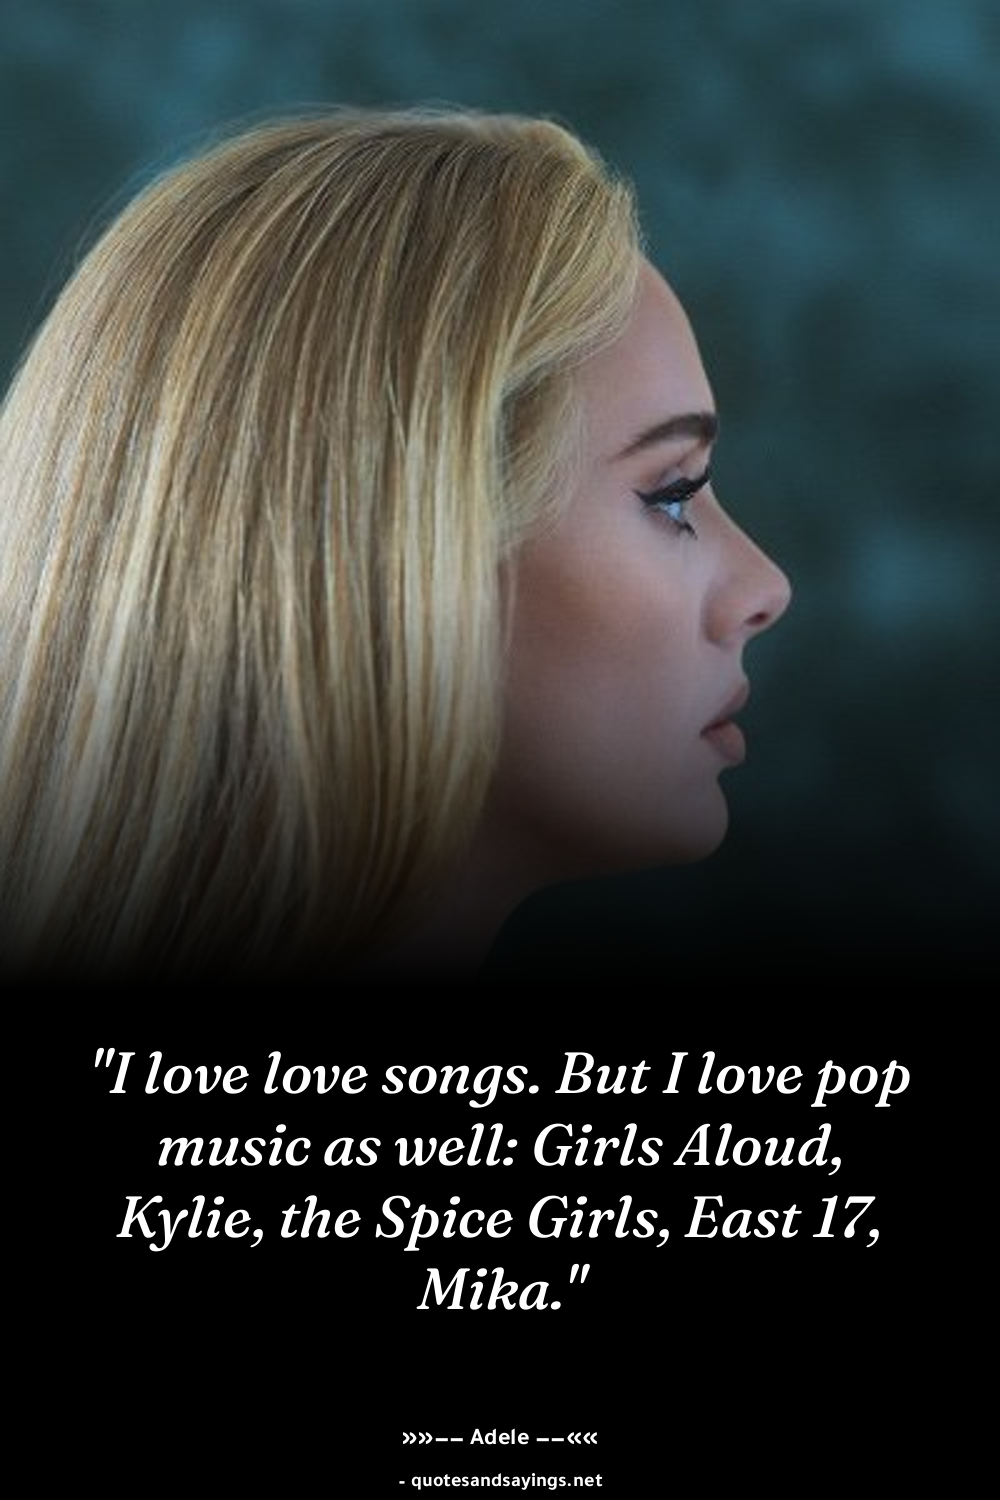 "I love love songs. But I love pop
music as well: Girls Aloud,
Kylie, the Spice Girls, East 17,
Mika."
»»−− Adele −−««
- quotesandsayings.net